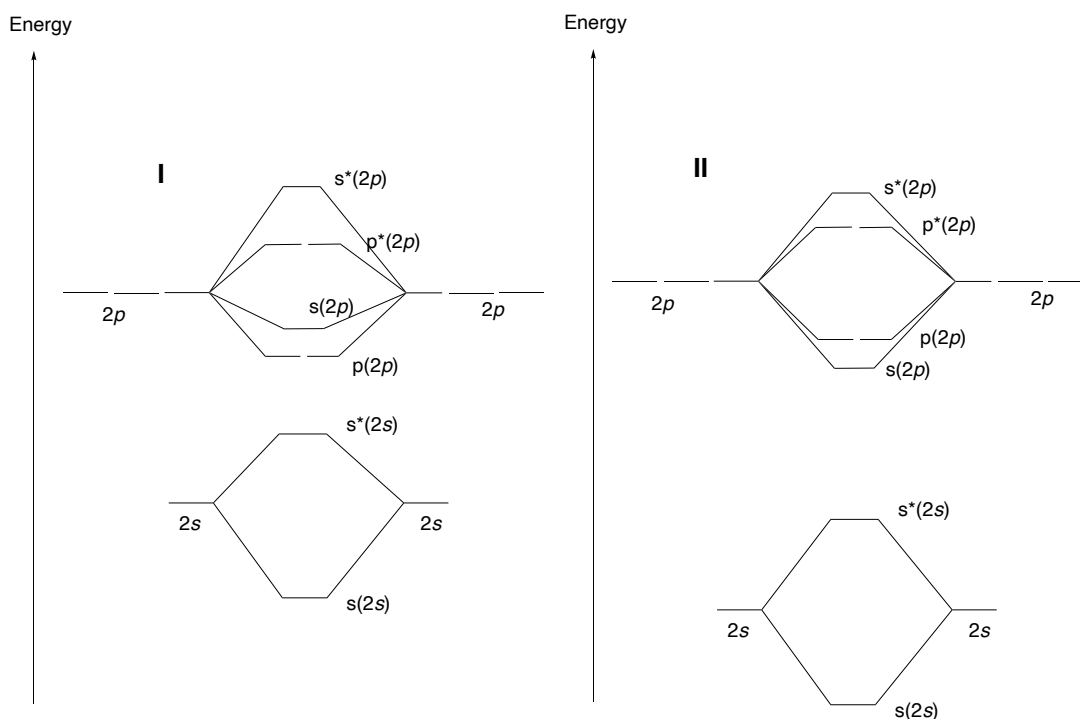 Energy
I
s*(2p)
p*(2p)
s(2p)
2p
2p
p(2p)
s*(2s)
2s
2s
s(2s)
Energy
II
s*(2p)
p*(2p)
2p
2p
p(2p)
s(2p)
s*(2s)
2s
2s
s(2s)